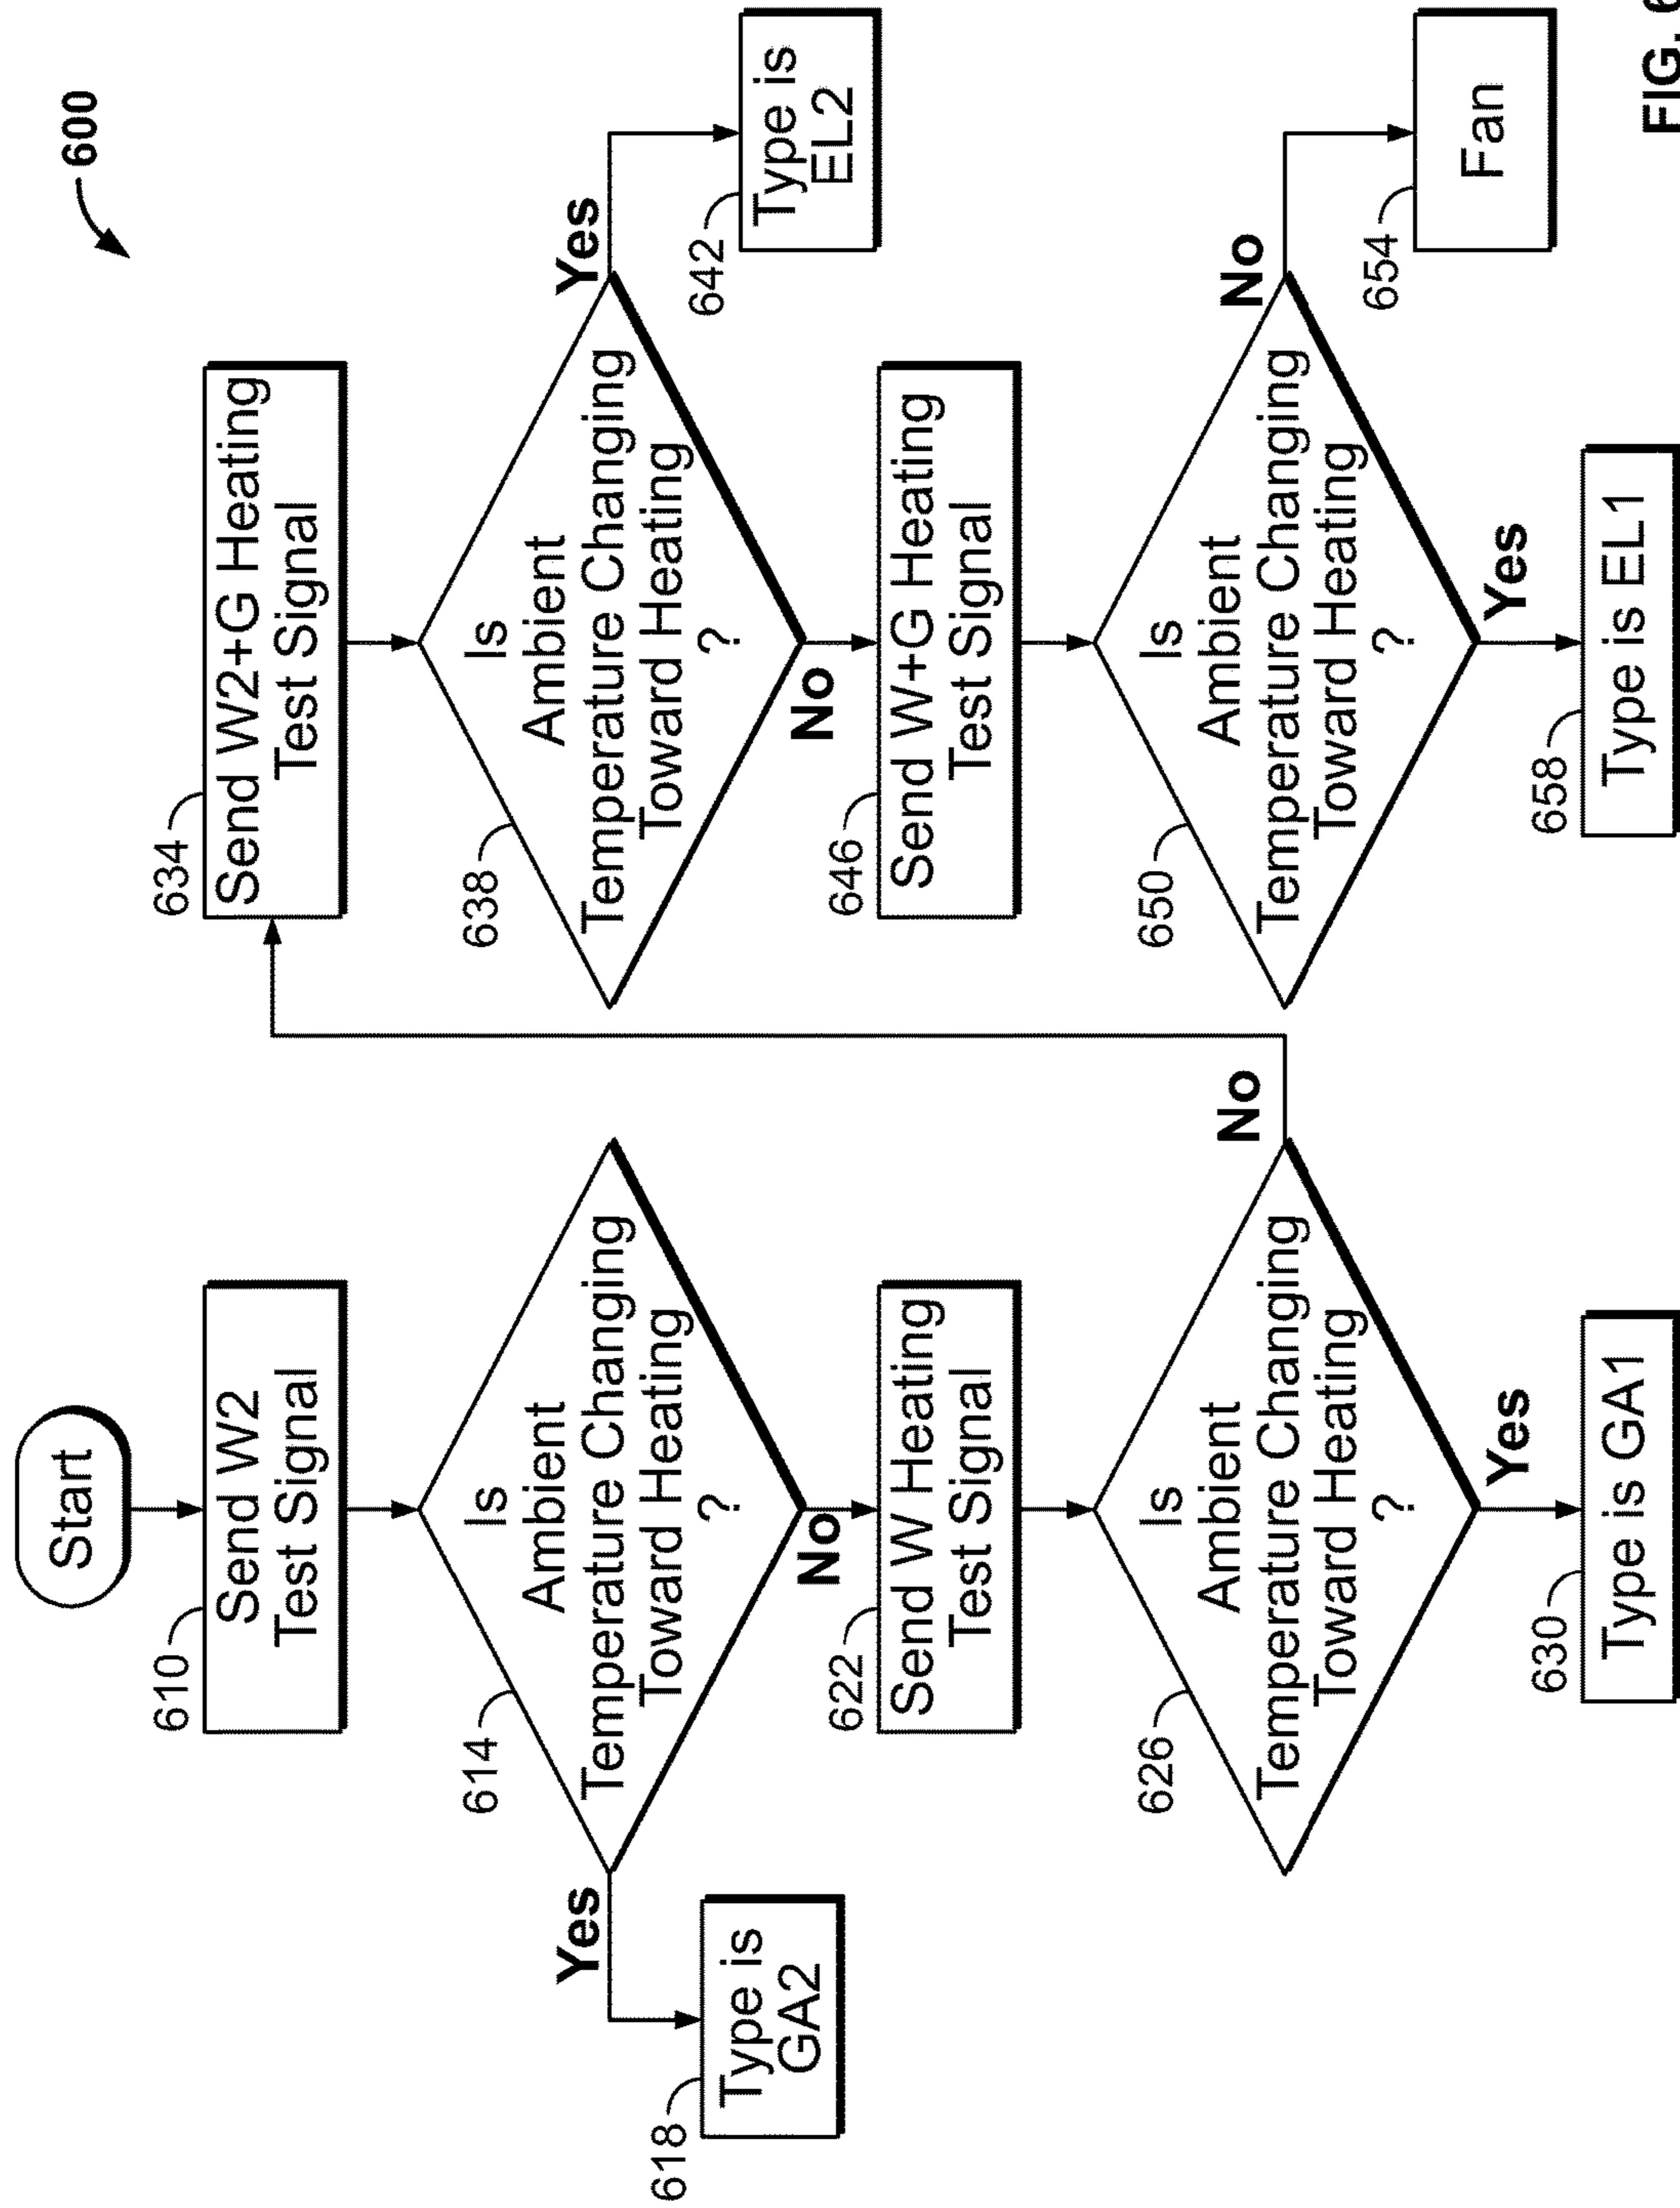 600
Start
610
Send W2
Test Signal
614
Is
Ambient
Temperature Changing
Toward Heating
?
Yes
618
Type is
GA2
No
622
Send W Heating
Test Signal
626
Is
Ambient
Temperature Changing
Toward Heating
?
Yes
630
Type is GA1
No
634
Send W2+G Heating
Test Signal
638
Is
Ambient
Temperature Changing
Toward Heating
?
Yes
642
Type is
EL2
No
646
Send W+G Heating
Test Signal
650
Is
Ambient
Temperature Changing
Toward Heating
?
No
654
Fan
Yes
658
Type is EL1
FIG. 6